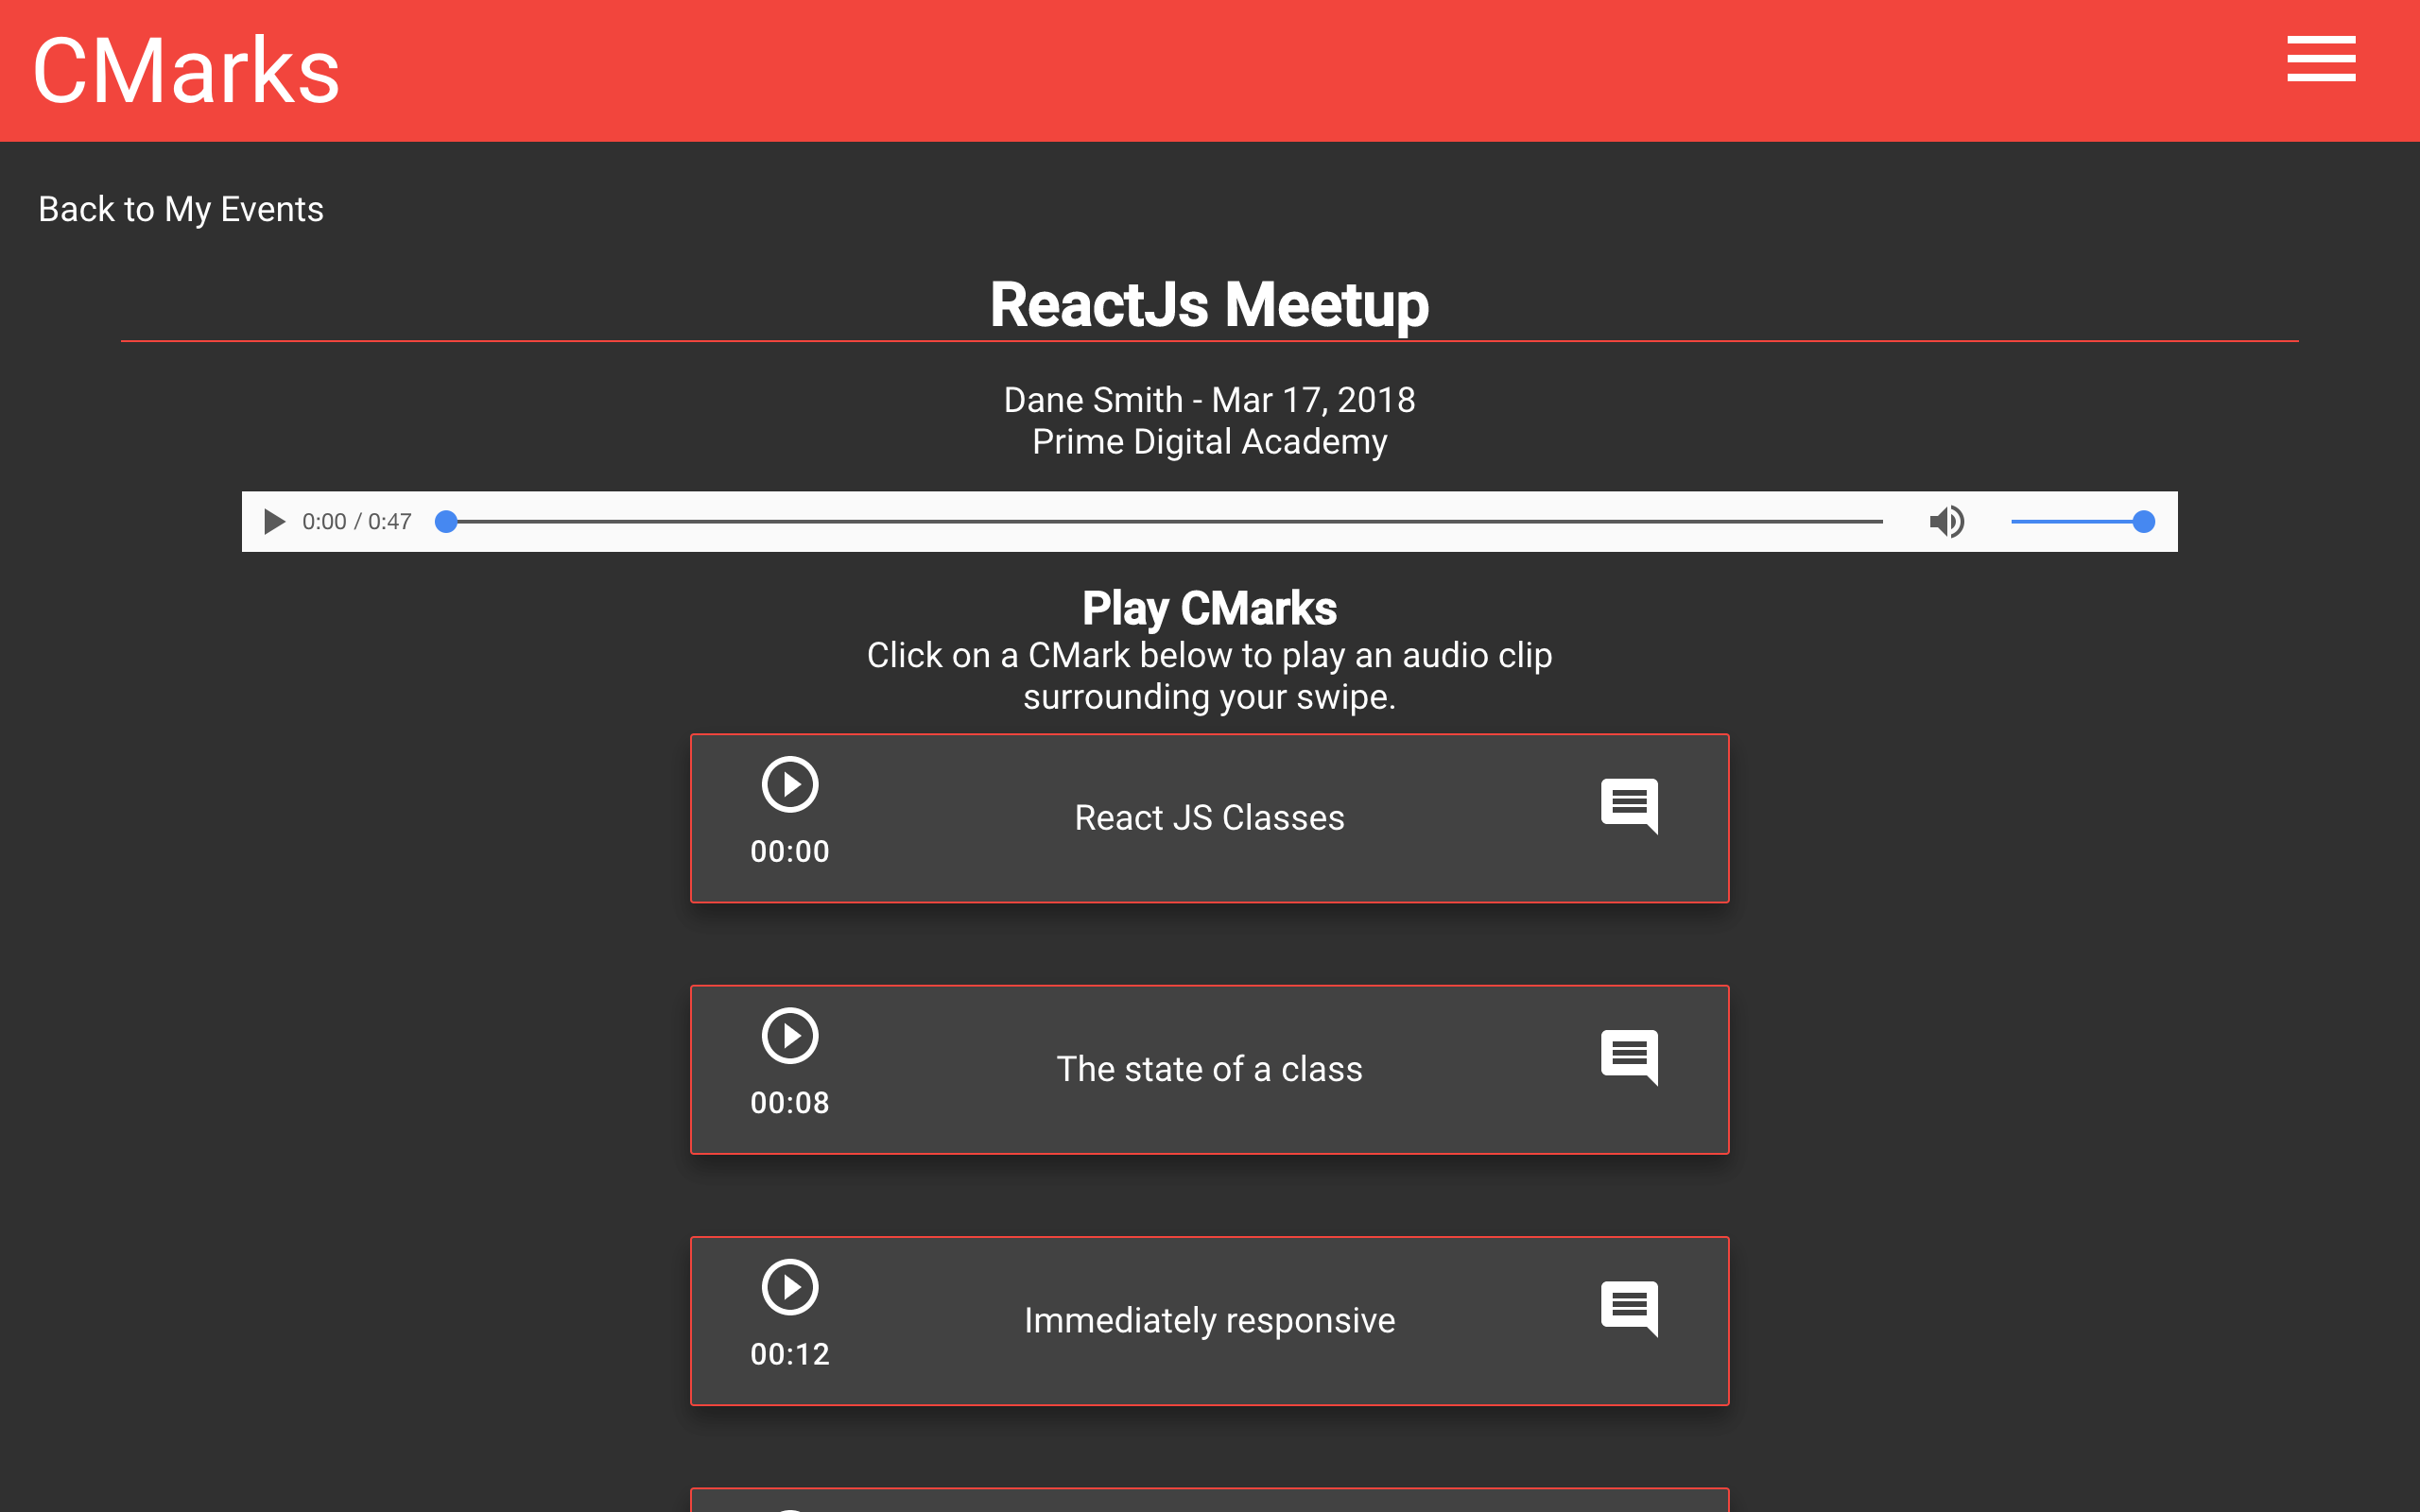 CMarks
Back to My Events
ReactJs Meetup
Dane Smith - Mar 17, 2018
Prime Digital Academy
0:00 / 0:47
Play CMarks
Click on a CMark below to play an audio clip
surrounding your swipe.
React JS Classes
00:00
The state of a class
00:08
Immediately responsive
00:12